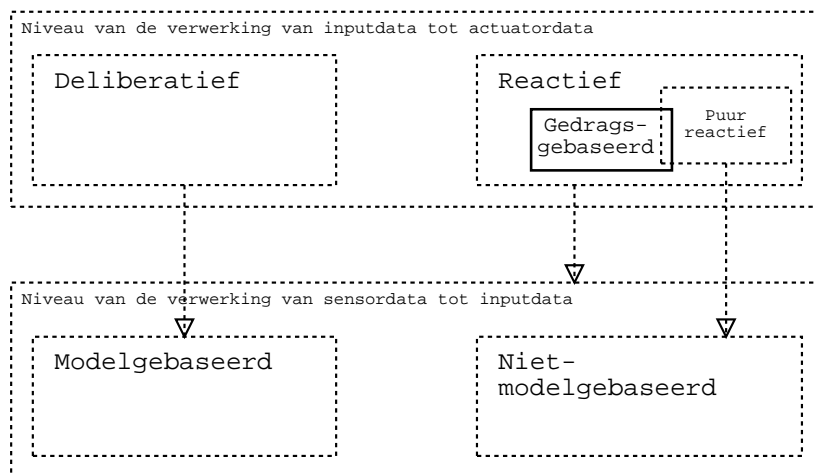 Niveau van de verwerking van inputdata tot actuatordata
Deliberatief
Reactief
Puur
reactief
Gedrags-
gebaseerd
Niveau van de verwerking van sensordata tot inputdata
Modelgebaseerd
Niet-
modelgebaseerd